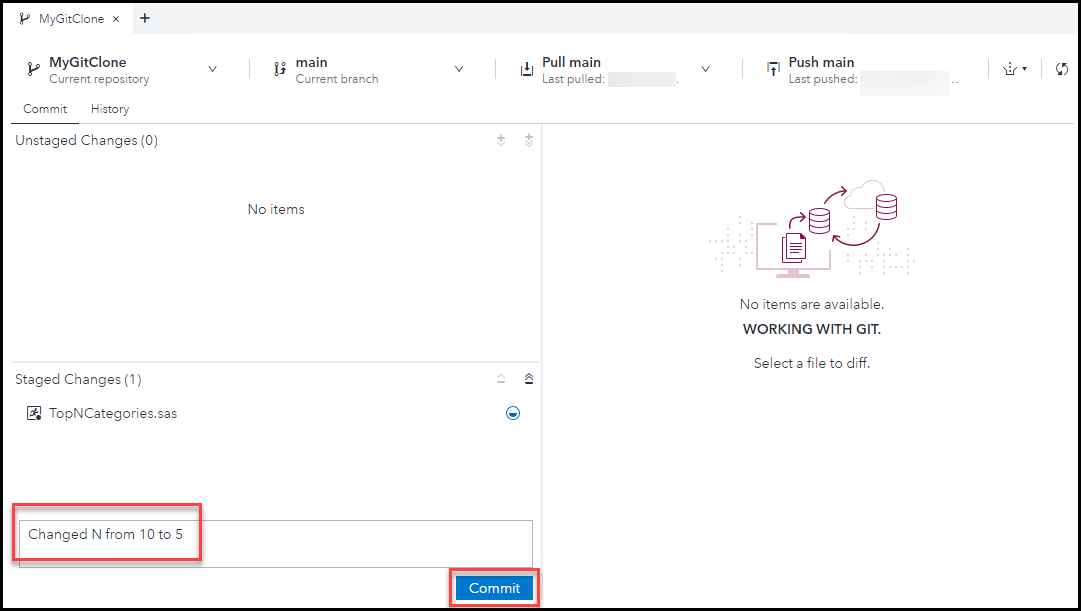 MyGitClone × +
MyGitClone
Current repository
main
Current branch
Pull main
Last pulled: .
Push main
Last pushed: ..
Commit History
Unstaged Changes (0)
No items
No items are available.
WORKING WITH GIT.
Select a file to diff.
Staged Changes (1)
TopNCategories.sas
Changed N from 10 to 5
Commit